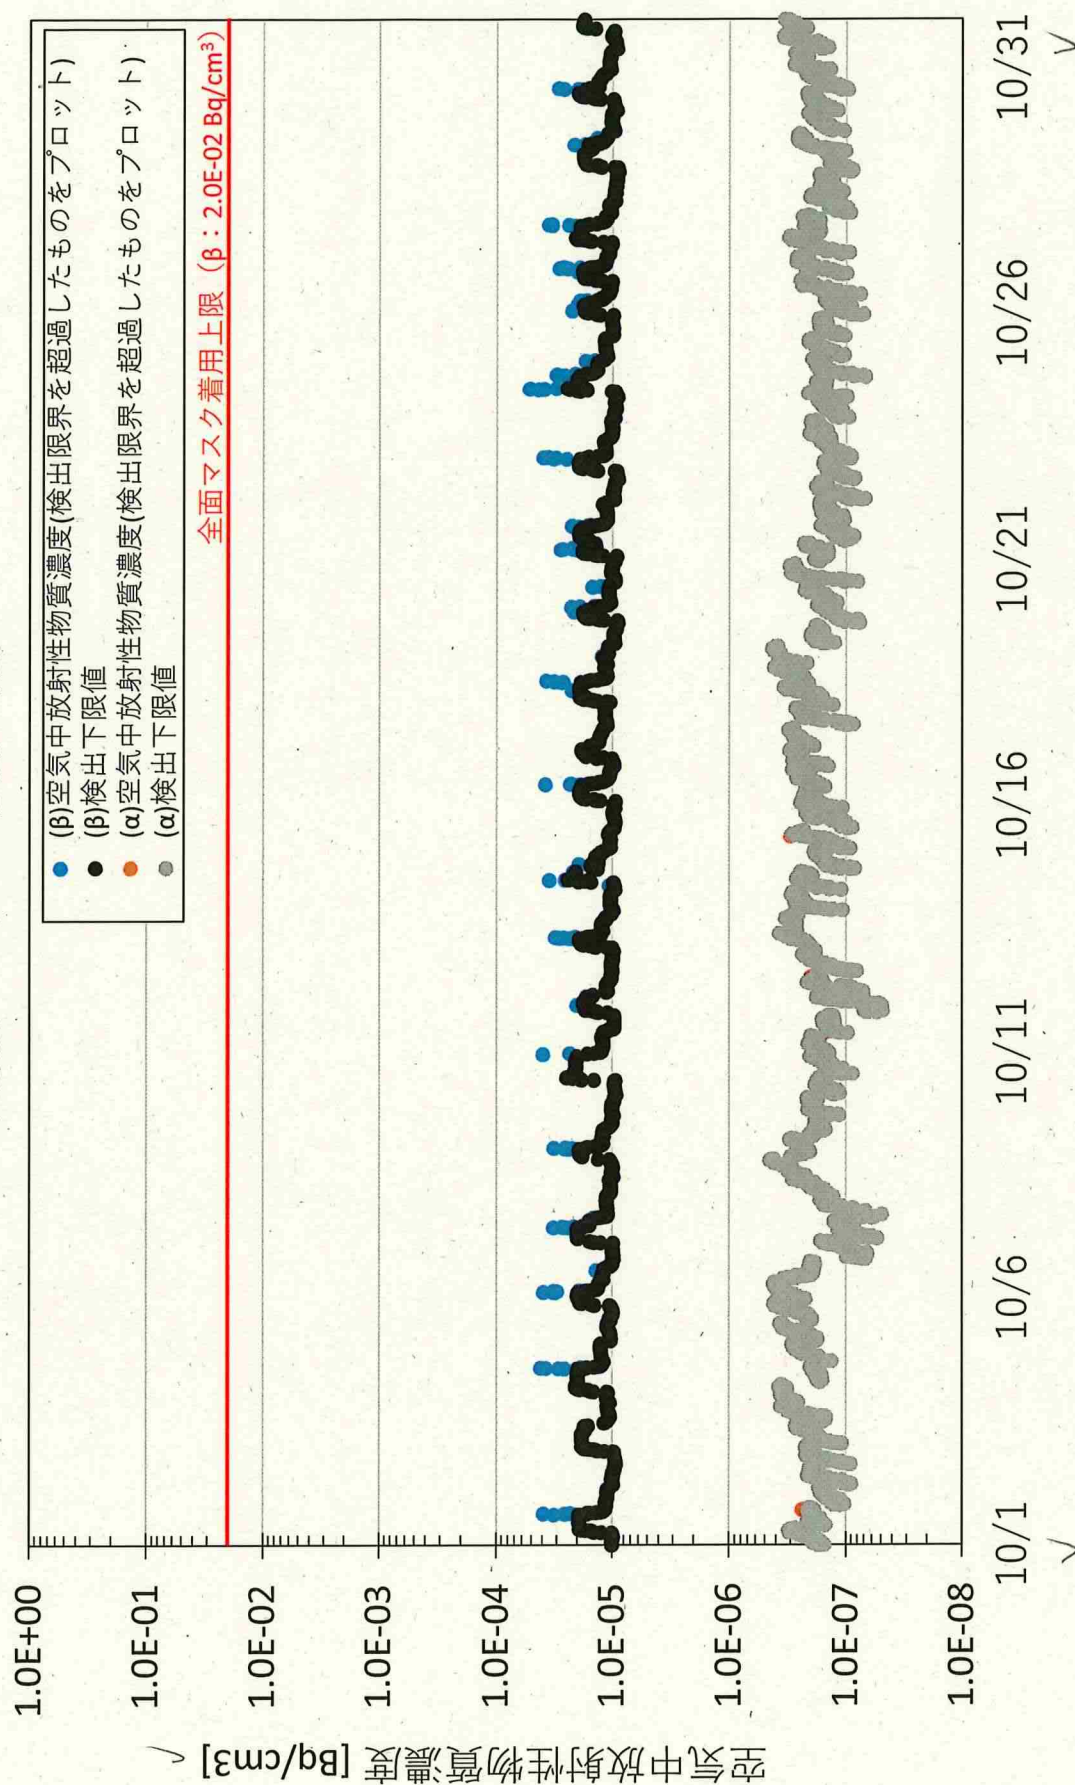 (β)空気中放射性物質濃度(検出限界を超過したものをプロット)
(β)検出下限値
(α)空気中放射性物質濃度(検出限界を超過したものをプロット)
(α)検出下限値
全面マスク着用上限（β：2.0E-02 Bq/cm³）
空気中放射性物質濃度 [Bq/cm3]
1.0E+00
1.0E-01
1.0E-02
1.0E-03
1.0E-04
1.0E-05
1.0E-06
1.0E-07
1.0E-08
10/1
10/6
10/11
10/16
10/21
10/26
10/31